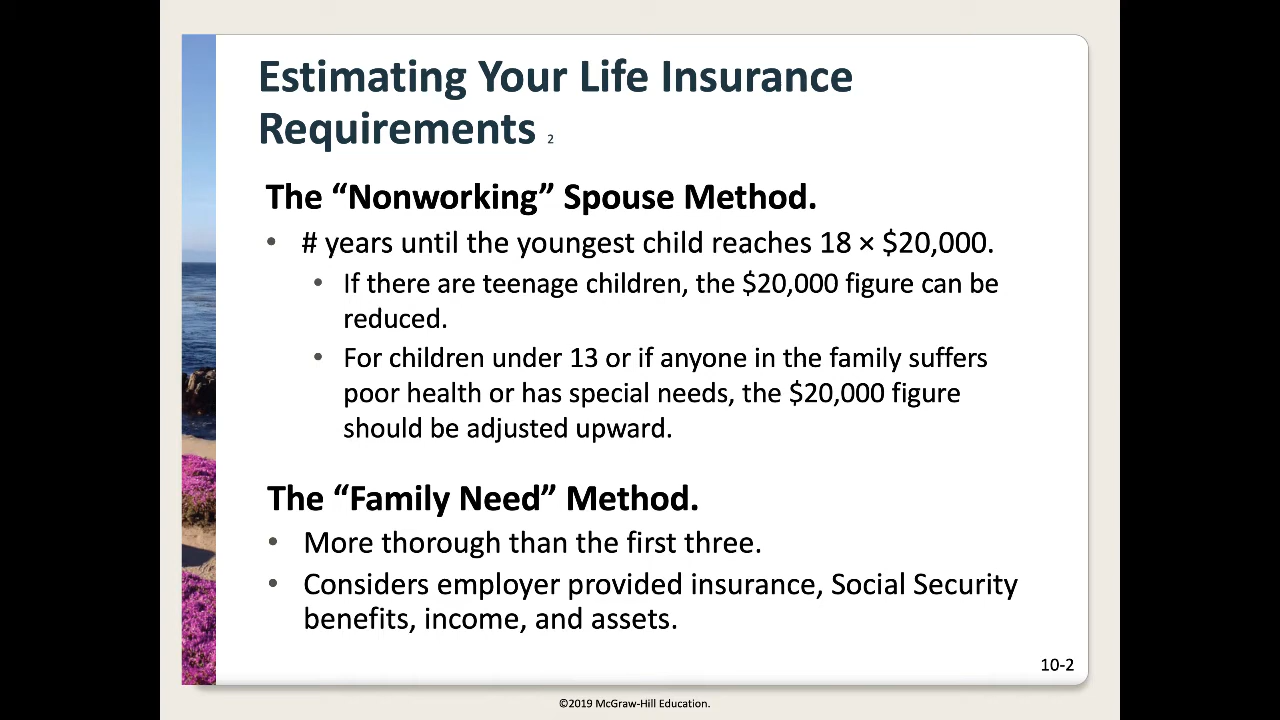 Estimating Your Life Insurance
Requirements 2
The “Nonworking” Spouse Method.
• # years until the youngest child reaches 18 × $20,000.
• If there are teenage children, the $20,000 figure can be
reduced.
• For children under 13 or if anyone in the family suffers
poor health or has special needs, the $20,000 figure
should be adjusted upward.
The “Family Need” Method.
• More thorough than the first three.
• Considers employer provided insurance, Social Security
benefits, income, and assets.
10-2
©2019 McGraw-Hill Education.